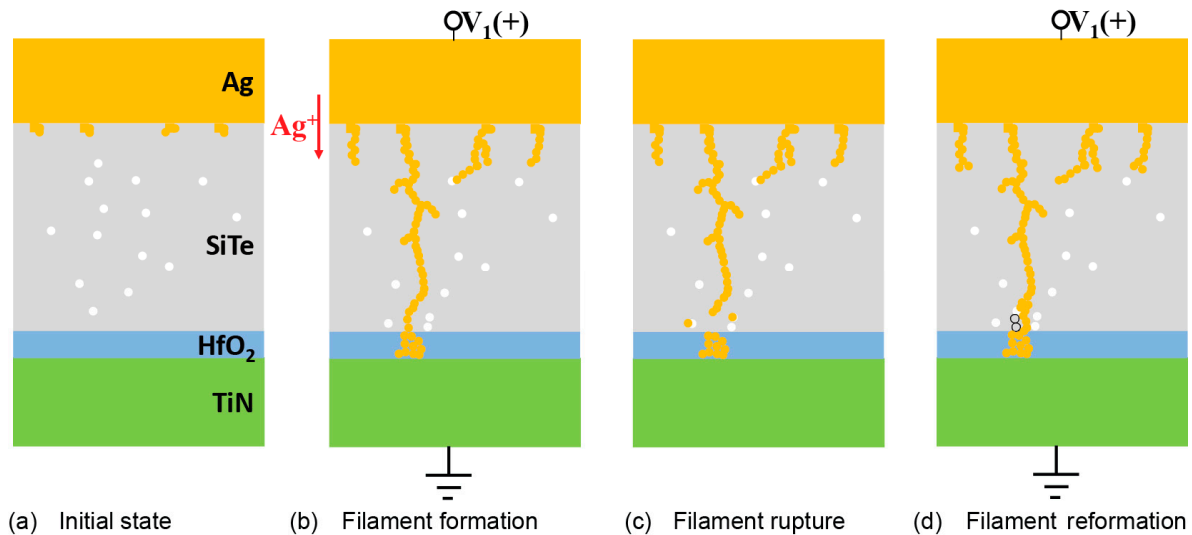 V₁(+)
V₁(+)
Ag
Ag⁺
SiTe
HfO₂
TiN
(a) Initial state
(b) Filament formation
(c) Filament rupture
(d) Filament reformation